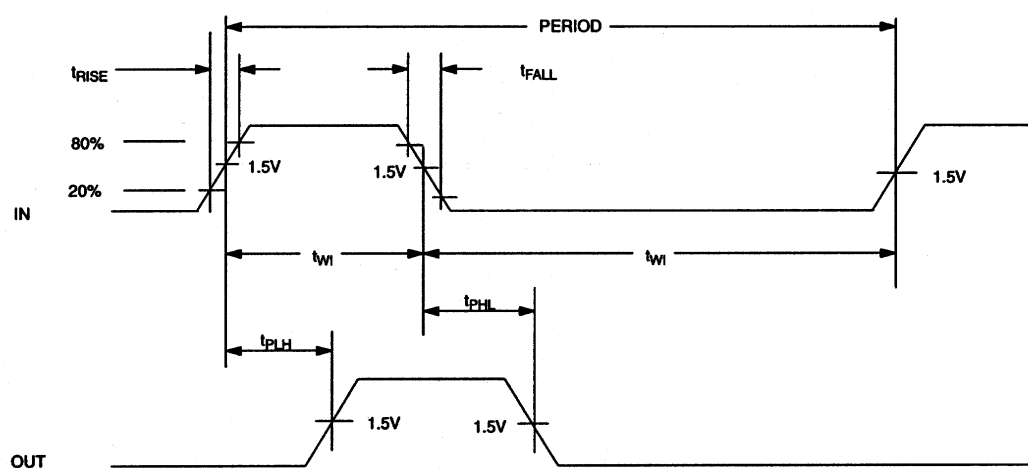 PERIOD
tRISE
tFALL
80%
1.5V
1.5V
1.5V
20%
IN
tWI
tWI
tPHL
tPLH
1.5V
1.5V
OUT